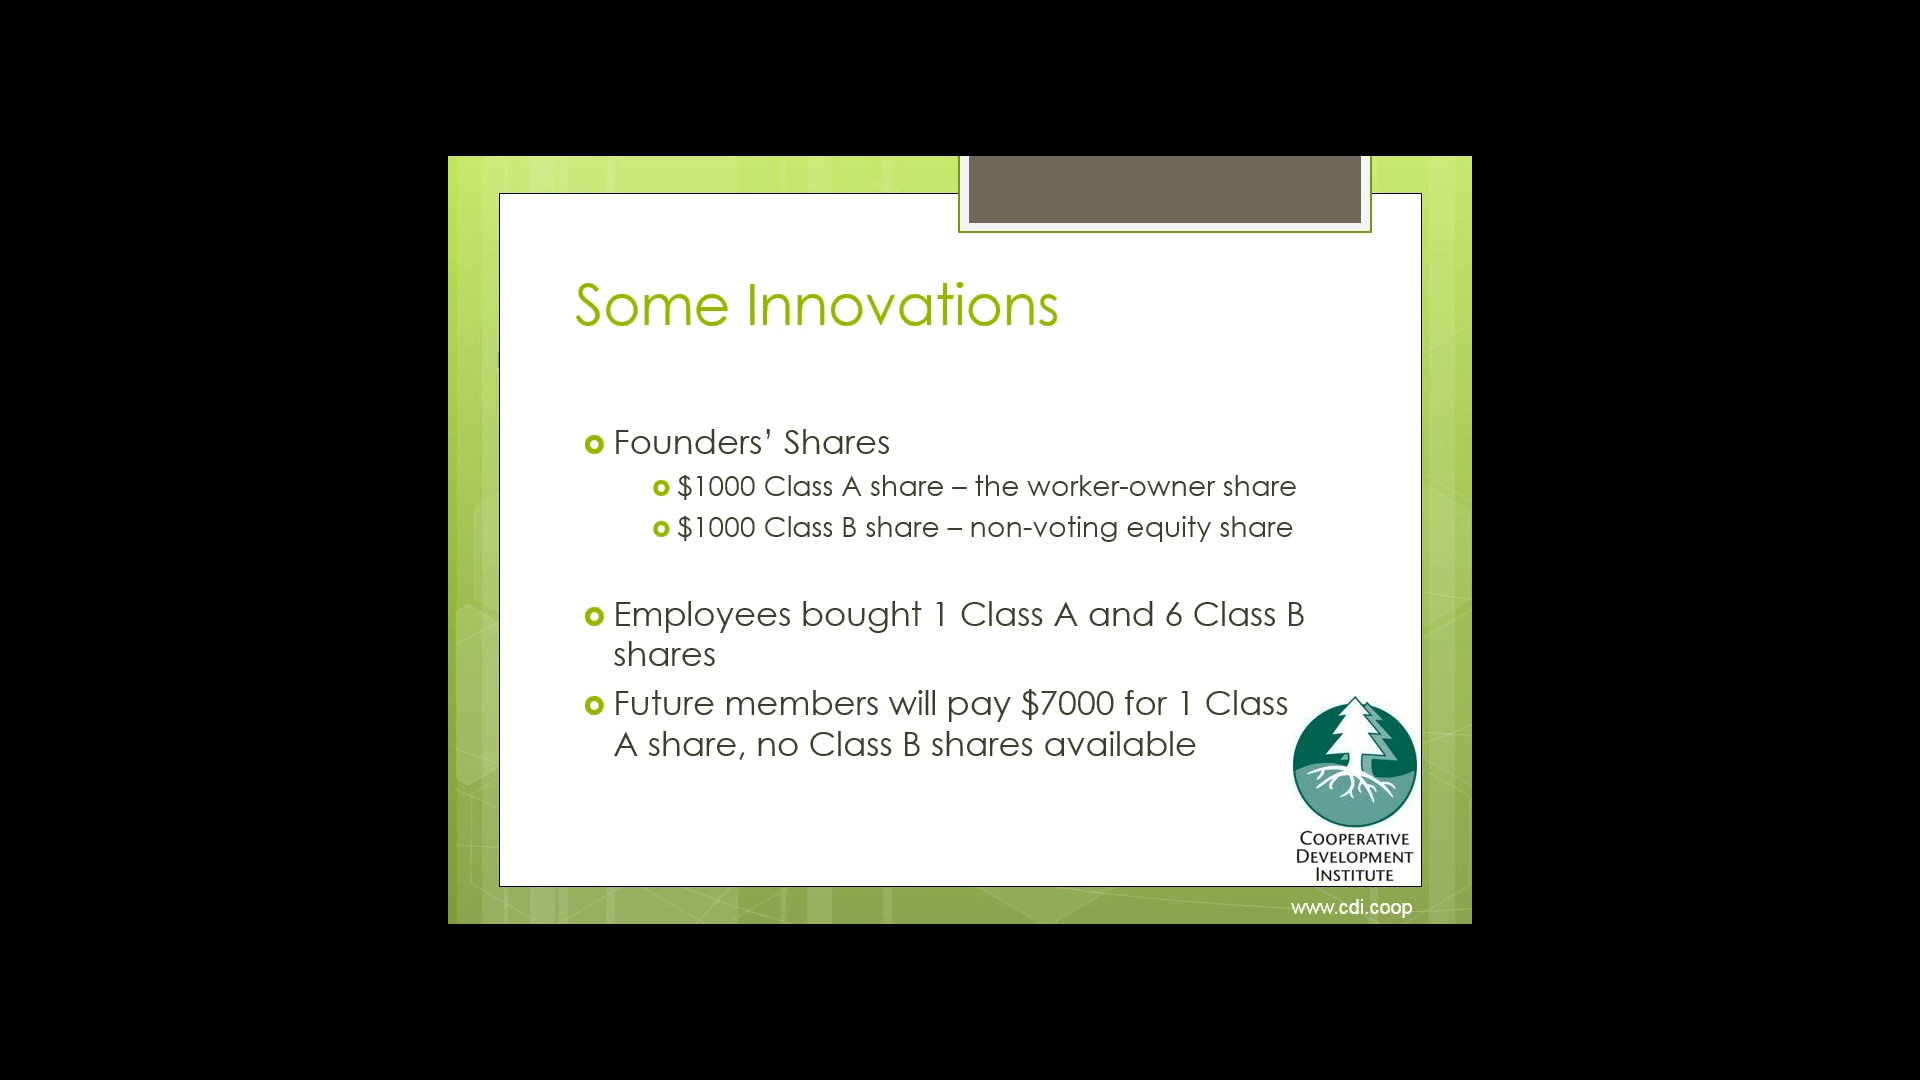 Some Innovations
Founders’ Shares
$1000 Class A share – the worker-owner share
$1000 Class B share – non-voting equity share
Employees bought 1 Class A and 6 Class B
shares
Future members will pay $7000 for 1 Class
A share, no Class B shares available
COOPERATIVE
DEVELOPMENT
INSTITUTE
www.cdi.coop